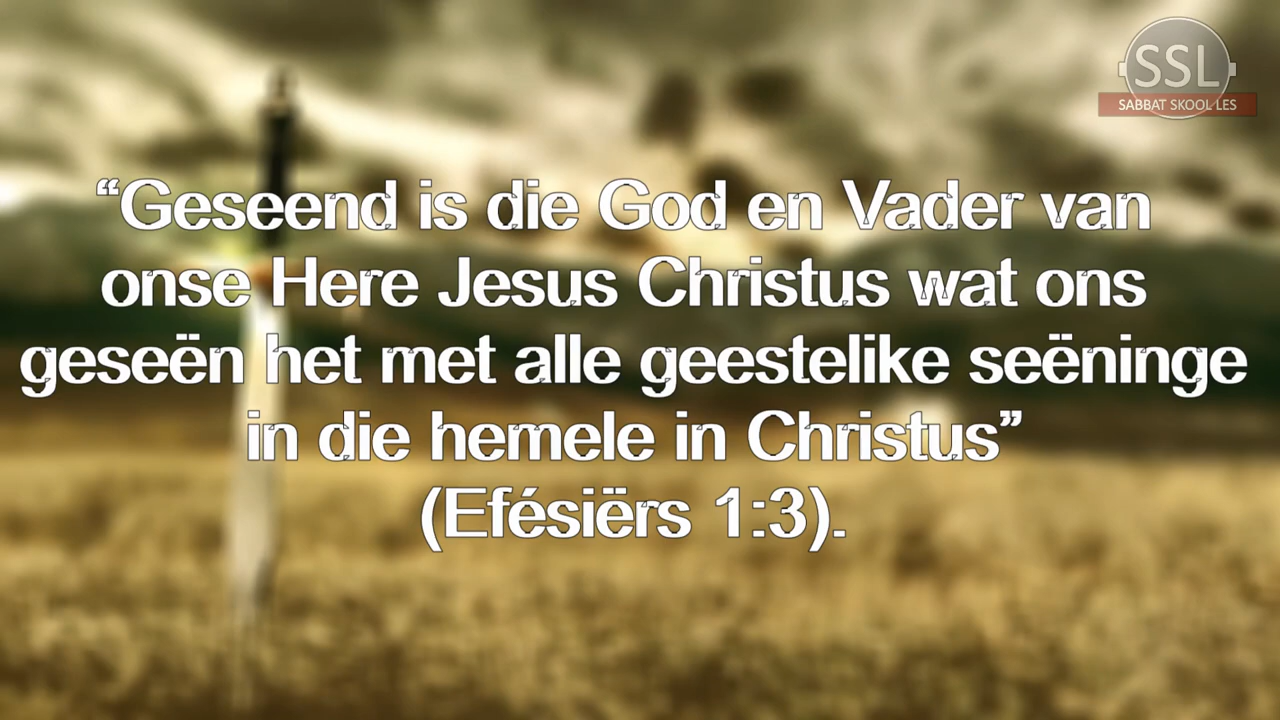 SSL
SABBAT SKOOL LES
“Geseend is die God en Vader van
onse Here Jesus Christus wat ons
geseën het met alle geestelike seëninge
in die hemele in Christus”
(Efésiërs 1:3).